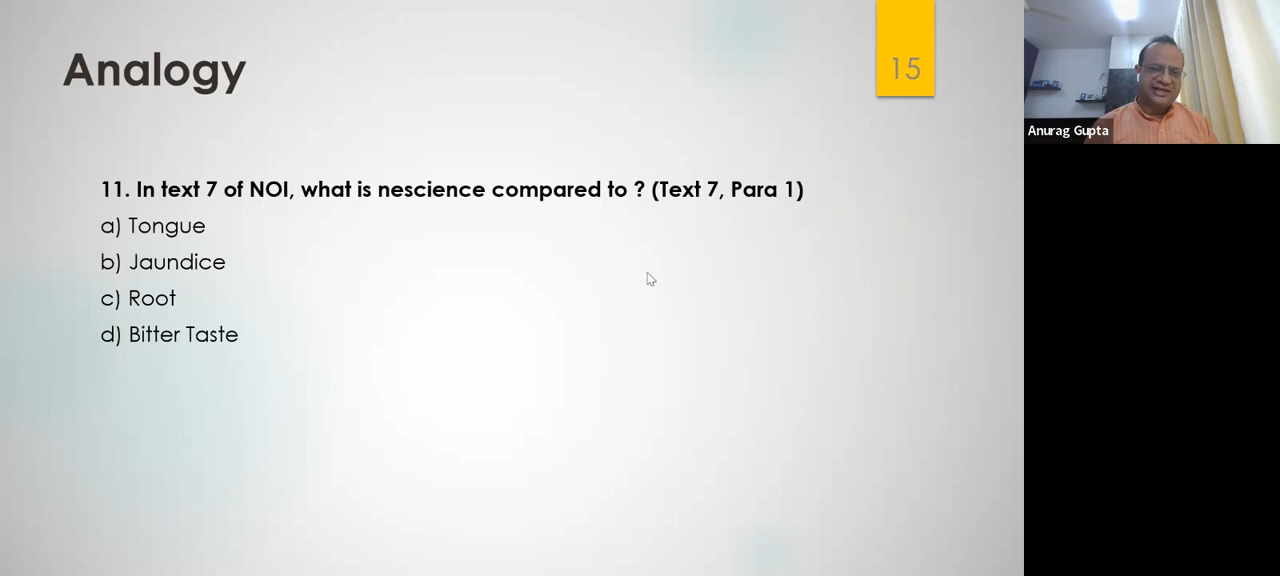 Analogy
15
11. In text 7 of NOI, what is nescience compared to ? (Text 7, Para 1)
a) Tongue
b) Jaundice
c) Root
d) Bitter Taste
Anurag Gupta